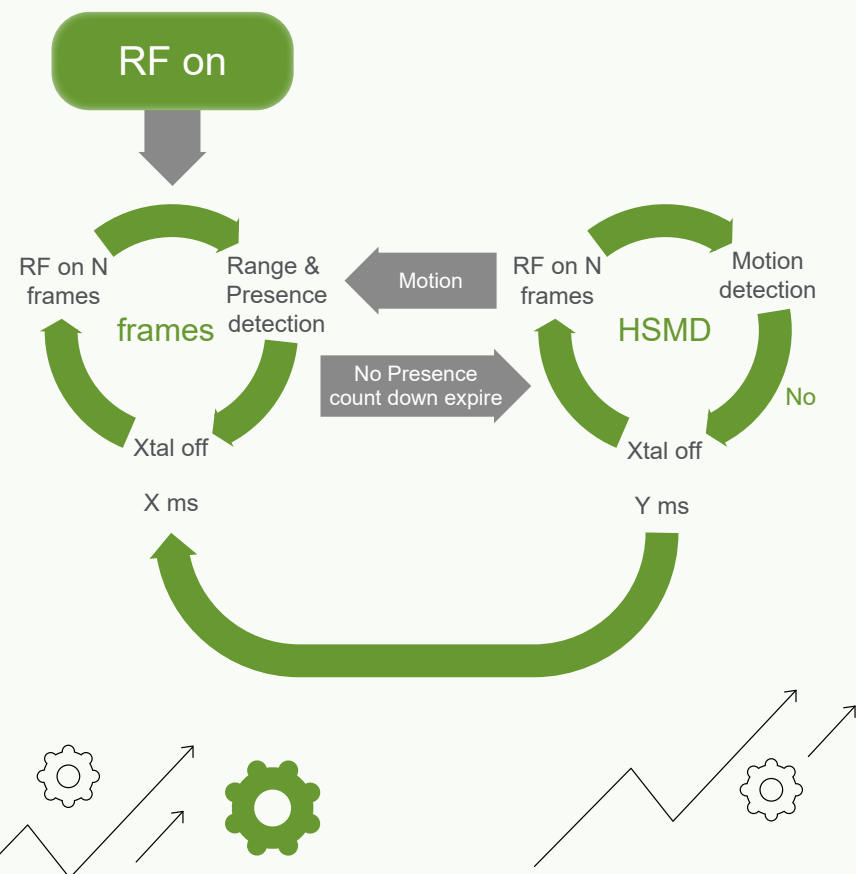 RF on
RF on N
frames
Range &
Presence
detection
frames
Xtal off
X ms
Motion
No Presence
count down expire
RF on N
frames
Motion
detection
HSMD
No
Xtal off
Y ms